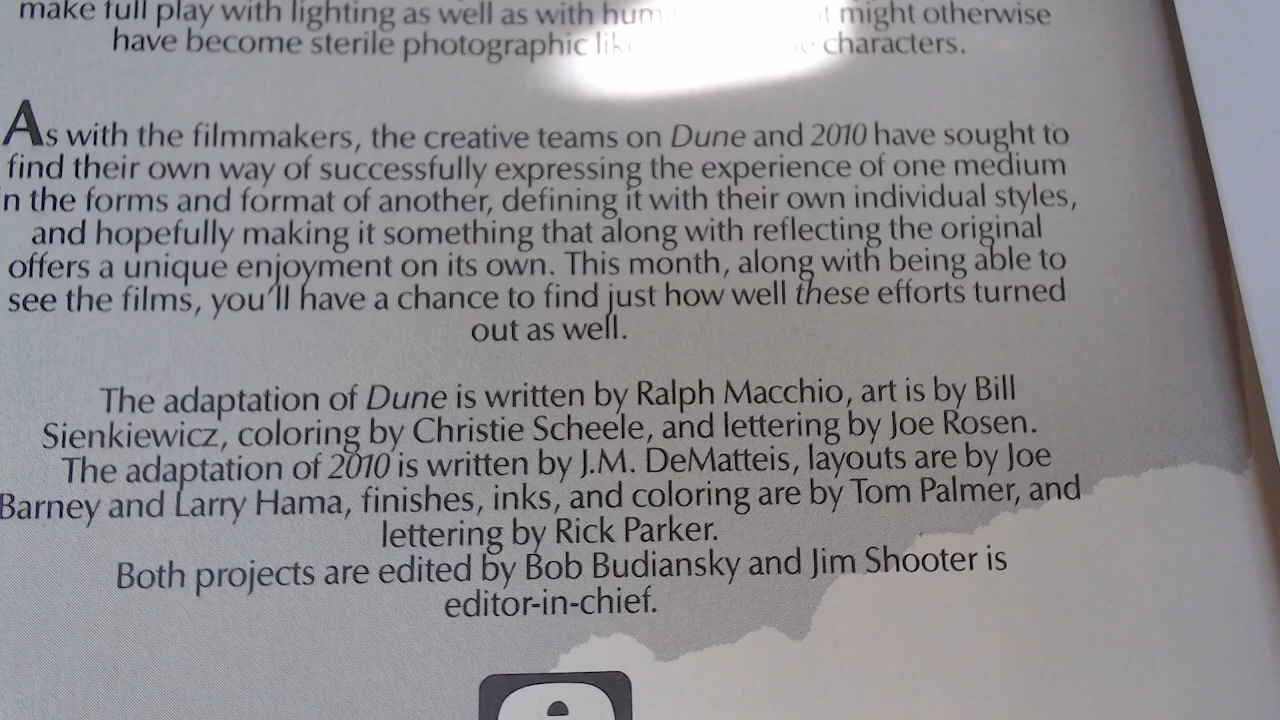 make full play with lighting as well as with might otherwise
have become sterile photographic characters.
As with the filmmakers, the creative teams on Dune and 2010 have sought to
find their own way of successfully expressing the experience of one medium
in the forms and format of another, defining it with their own individual styles,
and hopefully making it something that along with reflecting the original
offers a unique enjoyment on its own. This month, along with being able to
see the films, you'll have a chance to find just how well these efforts turned
out as well.
The adaptation of Dune is written by Ralph Macchio, art is by Bill
Sienkiewicz, coloring by Christie Scheele, and lettering by Joe Rosen.
The adaptation of 2010 is written by J.M. DeMatteis, layouts are by Joe
Barney and Larry Hama, finishes, inks, and coloring are by Tom Palmer, and
lettering by Rick Parker.
Both projects are edited by Bob Budiansky and Jim Shooter is
editor-in-chief.